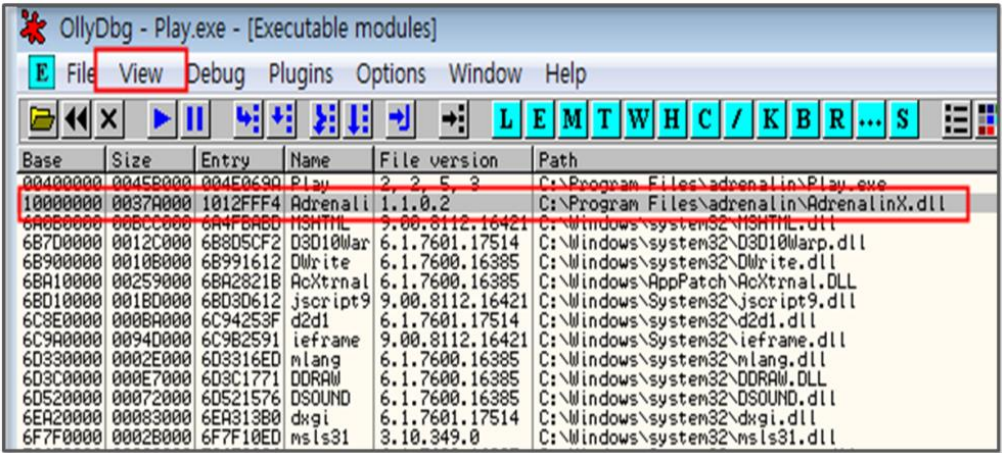 OllyDbg - Play.exe - [Executable modules]
E File View Debug Plugins Options Window Help
L E M T W H C / K B R ... S
Base Size Entry Name File version Path
00400000 0045B000 004E069A Play 2, 2, 5, 3 C:\Program Files\adrenalin\Play.exe
10000000 0037A000 1012FFF4 Adrenali 1.1.0.2 C:\Program Files\adrenalin\AdrenalinX.dll
6A0B0000 00BCC000 6A4FBABD MSHTML 9.00.8112.16421 C:\Windows\system32\MSHTML.dll
6B7D0000 0012C000 6B8D5CF2 D3D10War 6.1.7601.17514 C:\Windows\system32\D3D10Warp.dll
6B900000 0010B000 6B991612 DWrite 6.1.7600.16385 C:\Windows\system32\DWrite.dll
6BA10000 00259000 6BA2821B AcXtrnal 6.1.7600.16385 C:\Windows\AppPatch\AcXtrnal.DLL
6BD10000 001BD000 6BD3D612 jscript9 9.00.8112.16421 C:\Windows\System32\jscript9.dll
6C8E0000 000BA000 6C94253F d2d1 6.1.7601.17514 C:\Windows\system32\d2d1.dll
6C9A0000 0094D000 6C9B2591 ieframe 9.00.8112.16421 C:\Windows\System32\ieframe.dll
6D330000 0002E000 6D3316ED mlang 6.1.7600.16385 C:\Windows\system32\mlang.dll
6D3C0000 000E7000 6D3C1771 DDRAW 6.1.7600.16385 C:\Windows\system32\DDRAW.DLL
6D520000 00072000 6D521576 DSOUND 6.1.7600.16385 C:\Windows\system32\DSOUND.dll
6EA20000 00083000 6EA313B0 dxgi 6.1.7601.17514 C:\Windows\system32\dxgi.dll
6F7F0000 0002B000 6F7F10ED msls31 3.10.349.0 C:\Windows\system32\msls31.dll